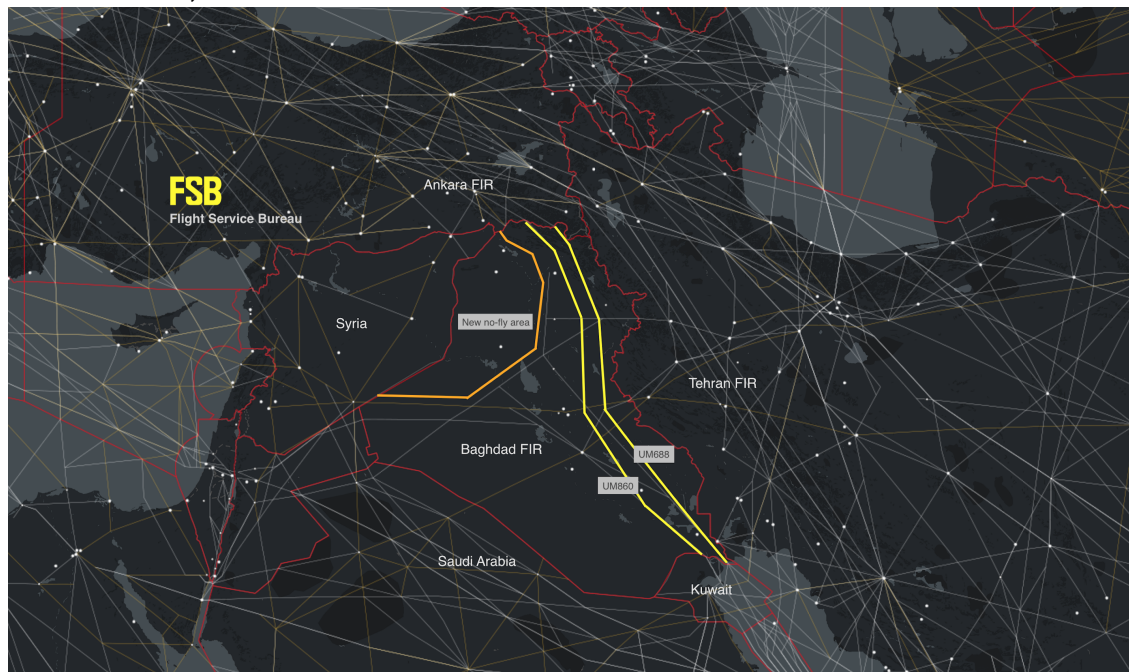 Ankara FIR
FSB
Flight Service Bureau
New no-fly area
Syria
Tehran FIR
Baghdad FIR
UM688
UM860
Saudi Arabia
Kuwait